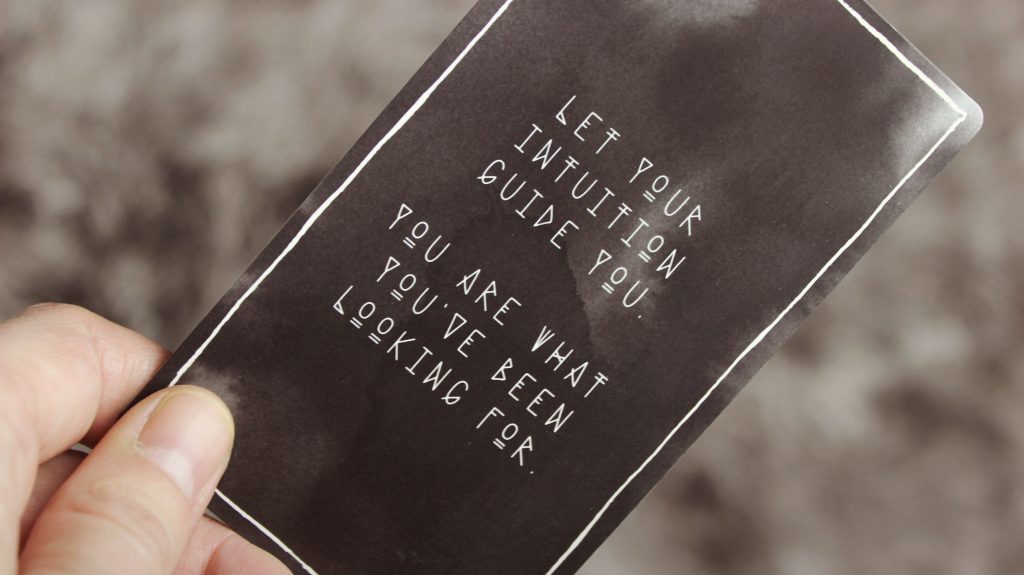 LET YOUR
INTUITION
GUIDE YOU.
YOU ARE WHAT
YOU'VE BEEN
LOOKING FOR.